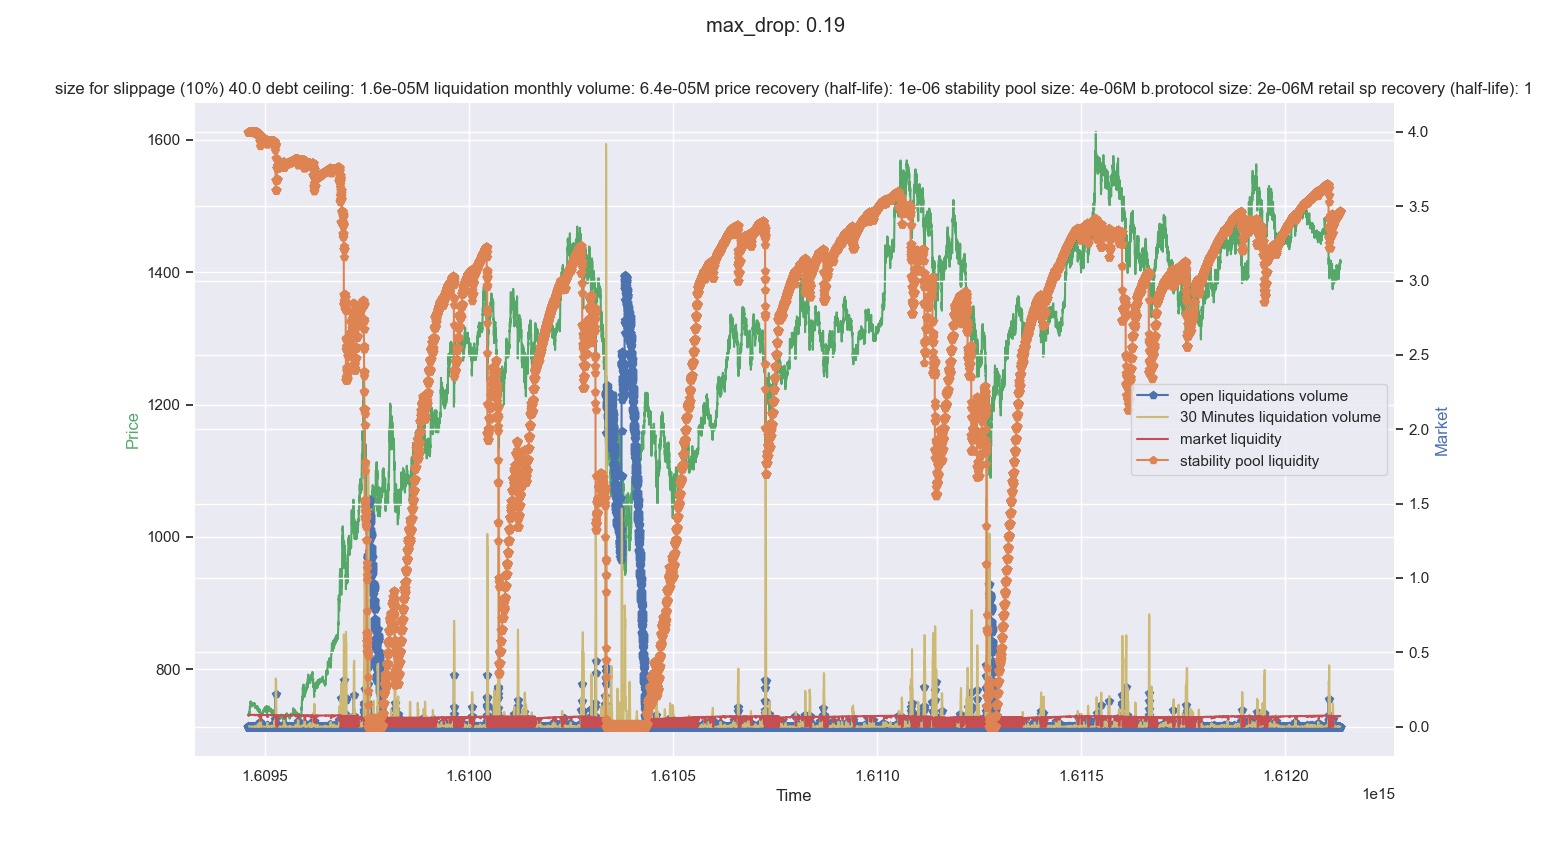 max_drop: 0.19
size for slippage (10%) 40.0 debt ceiling: 1.6e-05M liquidation monthly volume: 6.4e-05M price recovery (half-life): 1e-06 stability pool size: 4e-06M b.protocol size: 2e-06M retail sp recovery (half-life): 1
1600
1400
1200
1000
800
Price
4.0
3.5
3.0
2.5
2.0
1.5
1.0
0.5
0.0
Market
open liquidations volume
30 Minutes liquidation volume
market liquidity
stability pool liquidity
1.6095
1.6100
1.6105
1.6110
1.6115
1.6120
1e15
Time